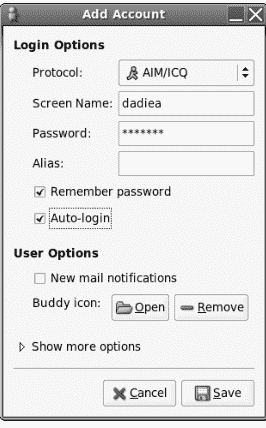 Add Account
Login Options
Protocol: AIM/ICQ
Screen Name: dadiea
Password: *******
Alias:
Remember password
Auto-login
User Options
New mail notifications
Buddy icon: Open Remove
Show more options
Cancel Save